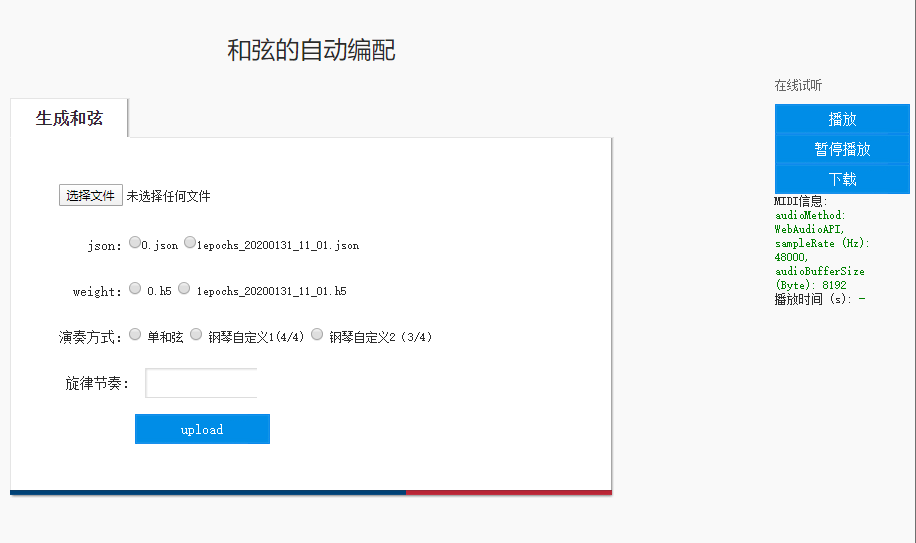 和弦的自动编配
生成和弦
选择文件 未选择任何文件
json: 0.json 1epochs_20200131_11_01.json
weight: 0.h5 1epochs_20200131_11_01.h5
演奏方式: 单和弦 钢琴自定义1(4/4) 钢琴自定义2（3/4）
旋律节奏:
upload
在线试听
播放
暂停播放
下载
MIDI信息:
audioMethod:
WebAudioAPI,
sampleRate (Hz):
48000,
audioBufferSize
(Byte): 8192
播放时间 (s): -